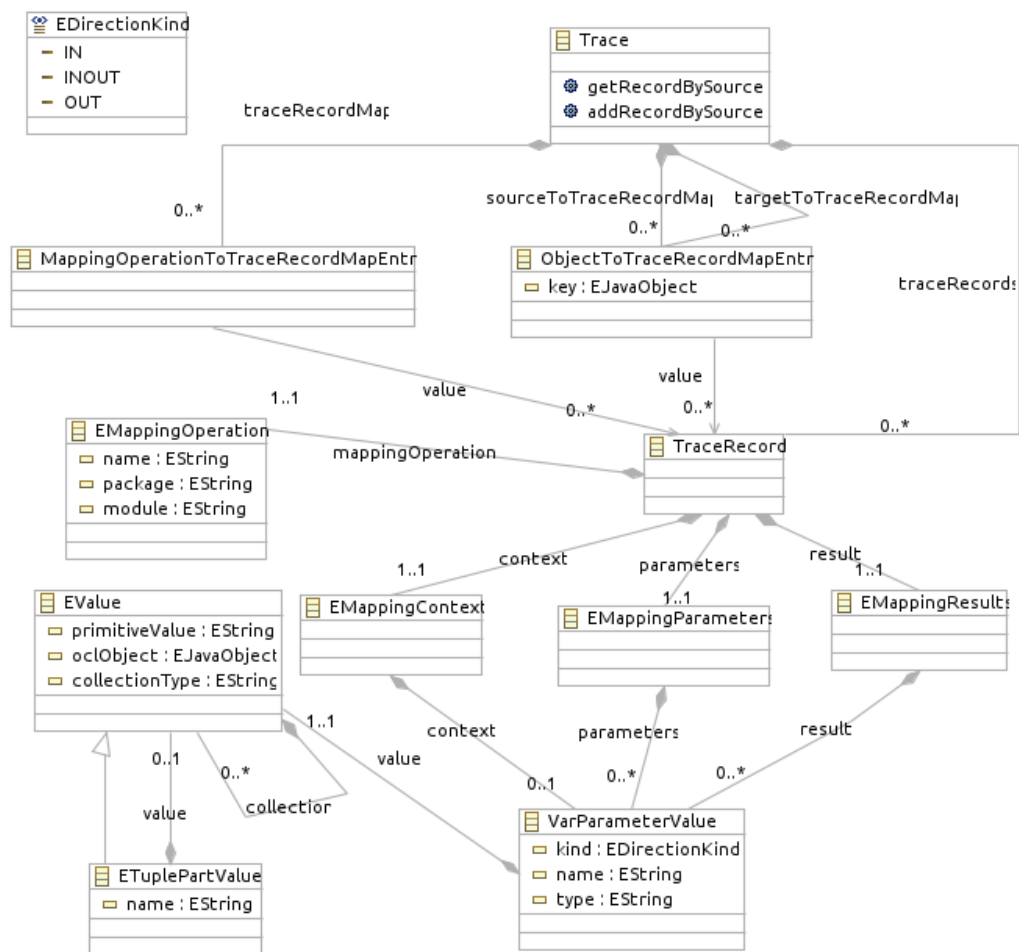 EDirectionKind
IN
INOUT
OUT
Trace
getRecordBySource
addRecordBySource
traceRecordMap
0..*
sourceToTraceRecordMap
0..*
targetToTraceRecordMap
0..*
MappingOperationToTraceRecordMapEntr
ObjectToTraceRecordMapEntr
key : EJavaObject
traceRecords
value
0..*
value
0..*
0..*
1..1
EMappingOperation
name : EString
package : EString
module : EString
mappingOperation
TraceRecord
context
1..1
parameters
1..1
result
1..1
EValue
primitiveValue : EString
oclObject : EJavaObject
collectionType : EString
EMappingContext
EMappingParameters
EMappingResults
1..1
value
context
0..1
parameters
0..*
result
0..*
0..1
value
0..*
collection
VarParameterValue
kind : EDirectionKind
name : EString
type : EString
ETuplePartValue
name : EString